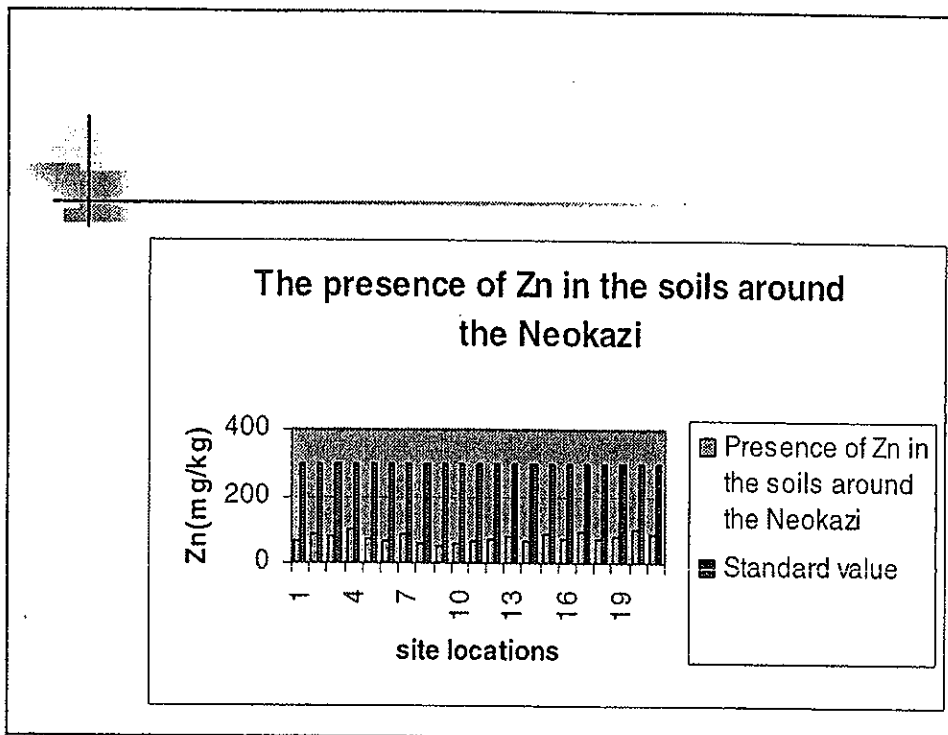 The presence of Zn in the soils around
the Neokazi
Zn(mg/kg)
400
200
0
1
4
7
10
13
16
19
site locations
Presence of Zn in
the soils around
the Neokazi
Standard value